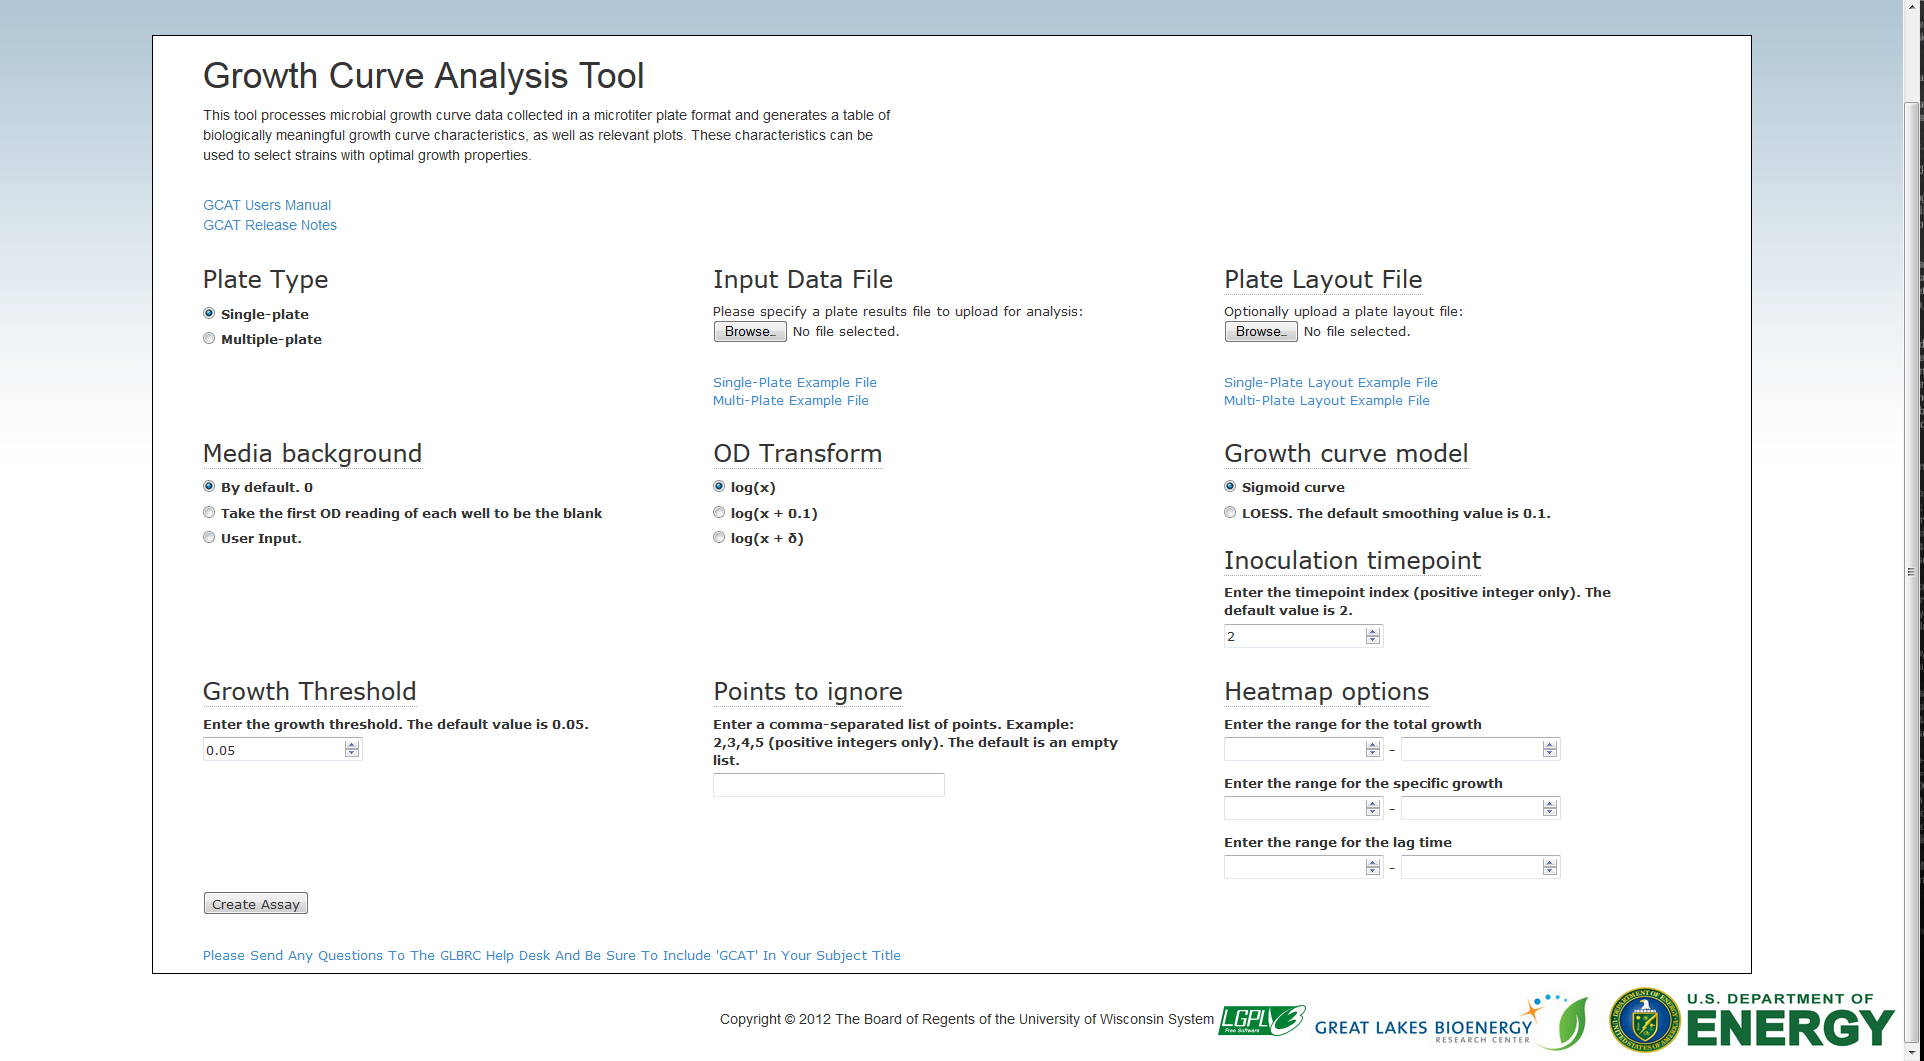 Growth Curve Analysis Tool
This tool processes microbial growth curve data collected in a microtiter plate format and generates a table of
biologically meaningful growth curve characteristics, as well as relevant plots. These characteristics can be
used to select strains with optimal growth properties.
GCAT Users Manual
GCAT Release Notes
Plate Type
Single-plate
Multiple-plate
Input Data File
Please specify a plate results file to upload for analysis:
Browse... No file selected.
Single-Plate Example File
Multi-Plate Example File
Plate Layout File
Optionally upload a plate layout file:
Browse... No file selected.
Single-Plate Layout Example File
Multi-Plate Layout Example File
Media background
By default. 0
Take the first OD reading of each well to be the blank
User Input.
OD Transform
log(x)
log(x + 0.1)
log(x + δ)
Growth curve model
Sigmoid curve
LOESS. The default smoothing value is 0.1.
Inoculation timepoint
Enter the timepoint index (positive integer only). The
default value is 2.
2
Growth Threshold
Enter the growth threshold. The default value is 0.05.
0.05
Points to ignore
Enter a comma-separated list of points. Example:
2,3,4,5 (positive integers only). The default is an empty
list.
Heatmap options
Enter the range for the total growth
-
Enter the range for the specific growth
-
Enter the range for the lag time
-
Create Assay
Please Send Any Questions To The GLBRC Help Desk And Be Sure To Include 'GCAT' In Your Subject Title
Copyright © 2012 The Board of Regents of the University of Wisconsin System
LGPLV3
Free Software
GREAT LAKES BIOENERGY
RESEARCH CENTER
U.S. DEPARTMENT OF
ENERGY